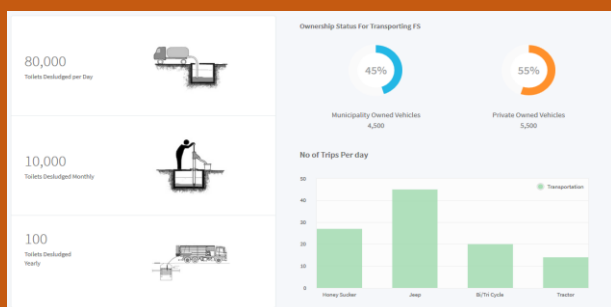 80,000
Toilets Desludged per Day
10,000
Toilets Desludged Monthly
100
Toilets Desludged
Yearly
Ownership Status For Transporting FS
45%
55%
Municipality Owned Vehicles
4,500
Private Owned Vehicles
5,500
No of Trips Per day
Transportation
50
40
30
20
10
0
Honey Sucker
Jeep
Bi/Tri Cycle
Tractor